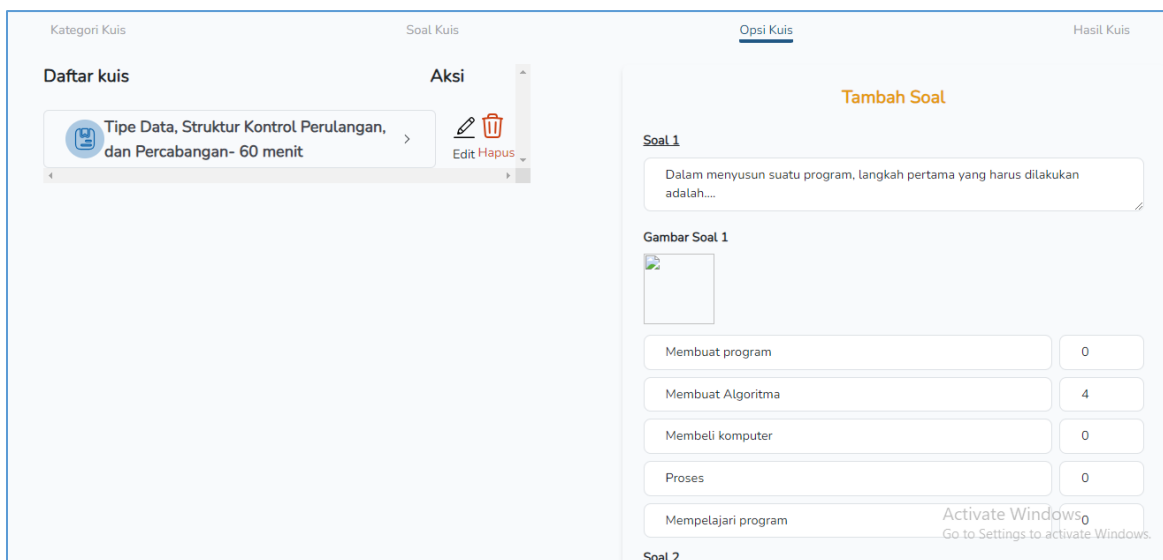 Kategori Kuis
Soal Kuis
Opsi Kuis
Hasil Kuis
Daftar kuis
Aksi
Tipe Data, Struktur Kontrol Perulangan,
dan Percabangan- 60 menit
Edit Hapus
Tambah Soal
Soal 1
Dalam menyusun suatu program, langkah pertama yang harus dilakukan
adalah....
Gambar Soal 1
Membuat program 0
Membuat Algoritma 4
Membeli komputer 0
Proses 0
Mempelajari program 0
Activate Windows
Go to Settings to activate Windows.
Soal 2